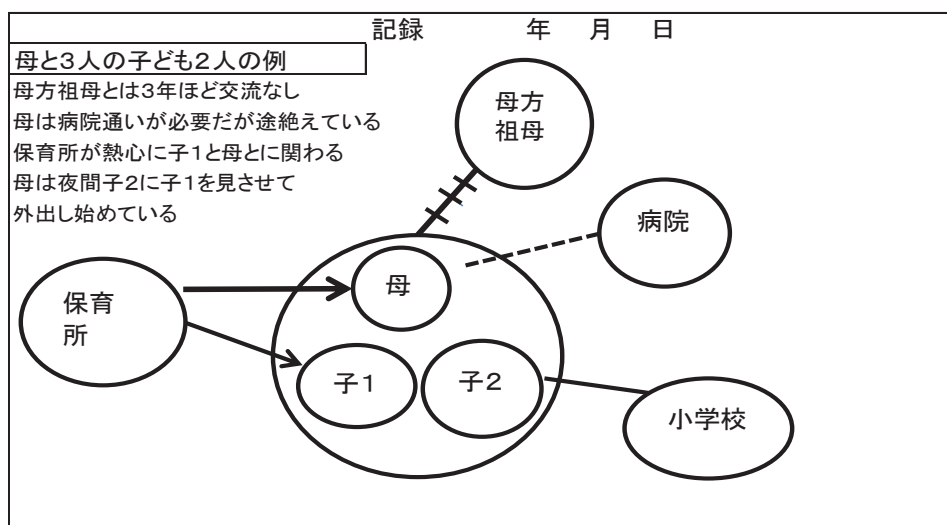 記録 年 月 日
母と３人の子ども２人の例
母方祖母とは３年ほど交流なし
母は病院通いが必要だが途絶えている
保育所が熱心に子１と母とに関わる
母は夜間子２に子１を見させて
外出し始めている
母方
祖母
病院
母
保育
所
子１
子２
小学校